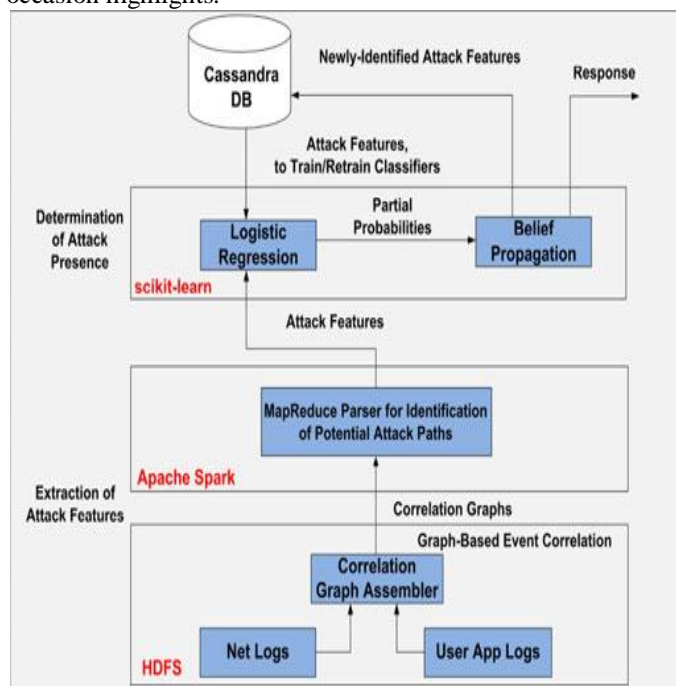 occasion highlights.
Cassandra
DB
Newly-Identified Attack Features
Response
Attack Features,
to Train/Retrain Classifiers
Determination
of Attack
Presence
Logistic
Regression
Partial
Probabilities
Belief
Propagation
scikit-learn
Attack Features
MapReduce Parser for Identification
of Potential Attack Paths
Apache Spark
Extraction of
Attack Features
Correlation Graphs
Graph-Based Event Correlation
Correlation
Graph Assembler
Net Logs
User App Logs
HDFS